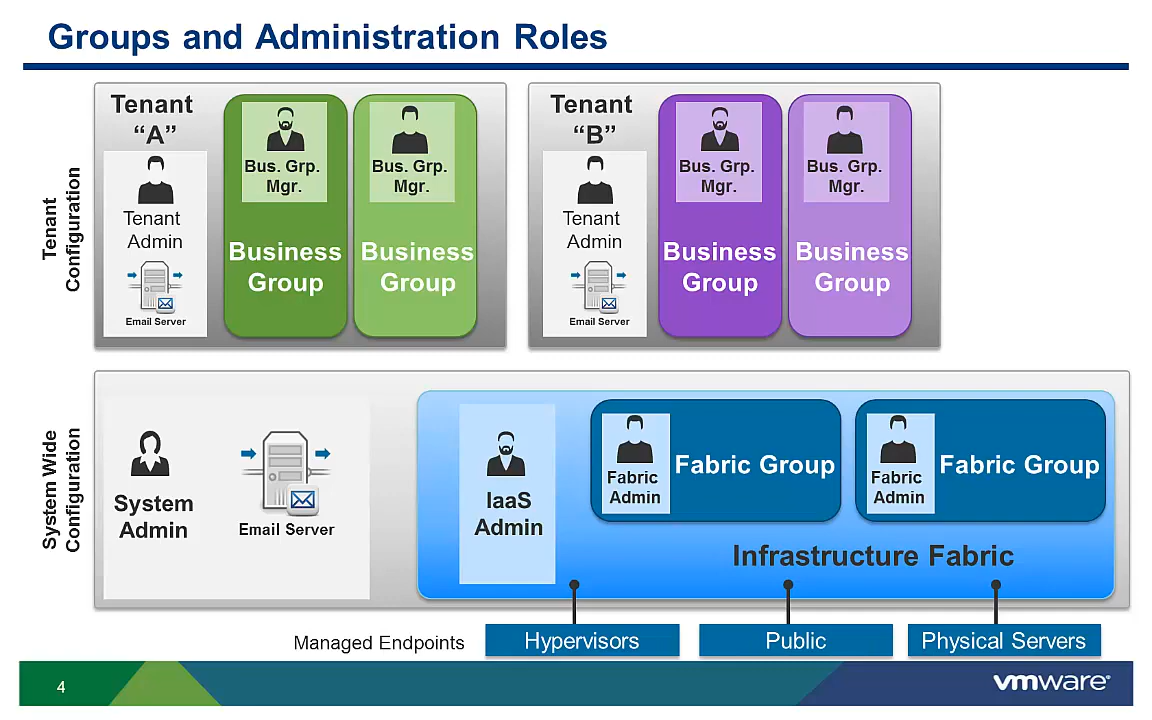 Groups and Administration Roles
Tenant
Configuration
Tenant
“A”
Tenant
Admin
Email Server
Bus. Grp.
Mgr.
Business
Group
Bus. Grp.
Mgr.
Business
Group
Tenant
“B”
Tenant
Admin
Email Server
Bus. Grp.
Mgr.
Business
Group
Bus. Grp.
Mgr.
Business
Group
System Wide
Configuration
System
Admin
Email Server
IaaS
Admin
Fabric
Admin
Fabric Group
Fabric
Admin
Fabric Group
Infrastructure Fabric
Managed Endpoints
Hypervisors
Public
Physical Servers
4
vmware